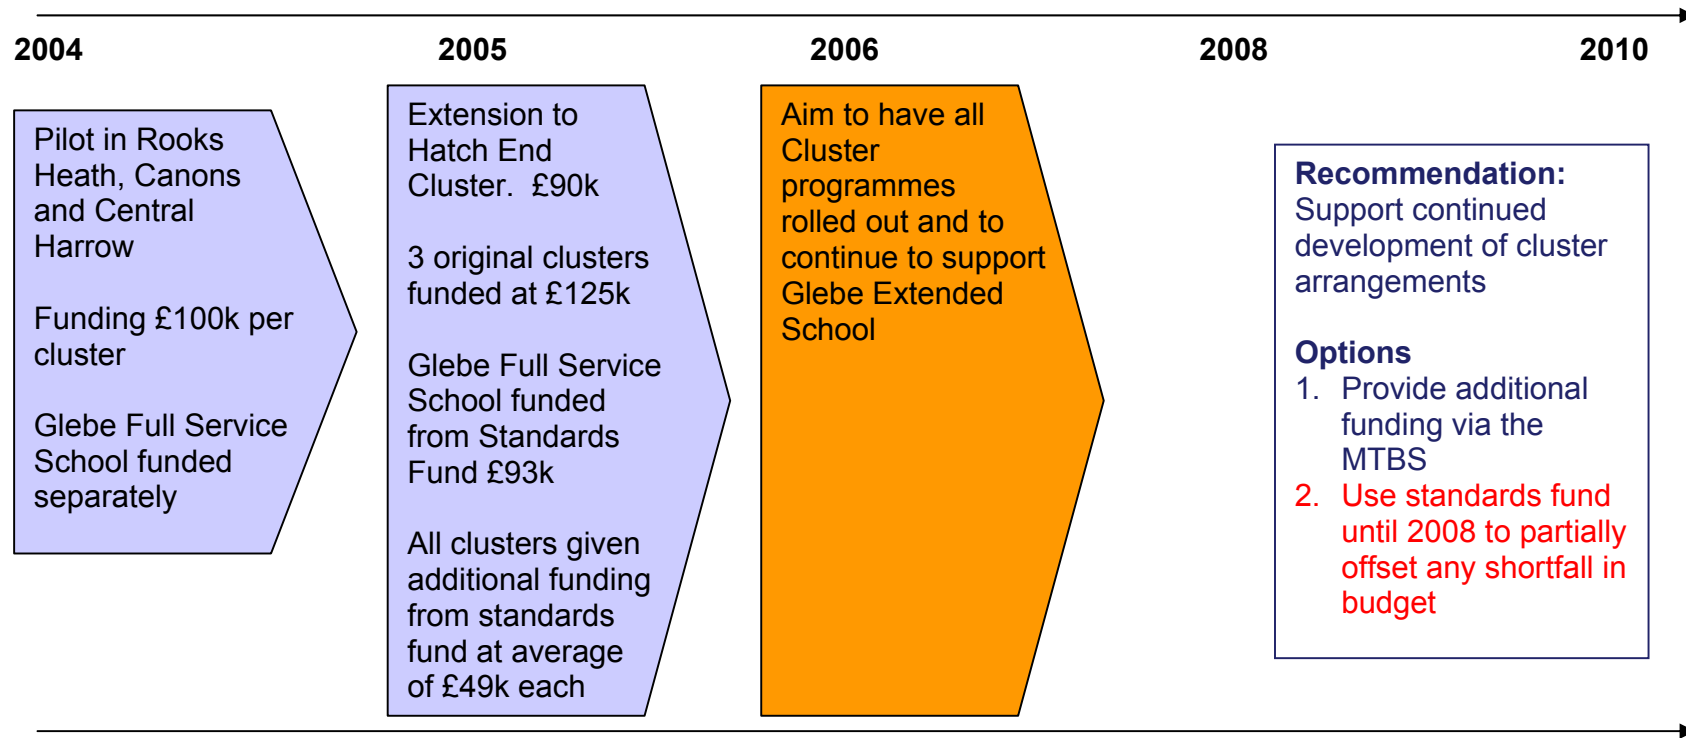 2004 2005 2006 2008 2010
Pilot in Rooks
Heath, Canons
and Central
Harrow
Funding £100k per
cluster
Glebe Full Service
School funded
separately
Extension to
Hatch End
Cluster.  £90k
3 original clusters
funded at £125k
Glebe Full Service
School funded
from Standards
Fund £93k
All clusters given
additional funding
from standards
fund at average
of £49k each
Aim to have all
Cluster
programmes
rolled out and to
continue to support
Glebe Extended
School
Recommendation:
Support continued
development of cluster
arrangements
Options
1. Provide additional
funding via the
MTBS
2. Use standards fund
until 2008 to partially
offset any shortfall in
budget